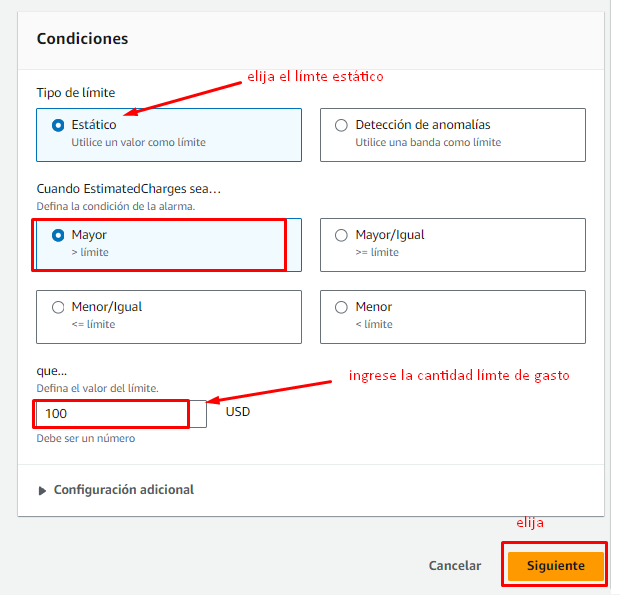 Condiciones
elija el límte estático
Tipo de límite
Estático
Utilice un valor como límite
Detección de anomalías
Utilice una banda como límite
Cuando EstimatedCharges sea...
Defina la condición de la alarma.
Mayor
> límite
Mayor/Igual
>= límite
Menor/Igual
<= límite
Menor
< límite
que...
Defina el valor del límite.
ingrese la cantidad límte de gasto
100
USD
Debe ser un número
Configuración adicional
elija
Cancelar
Siguiente